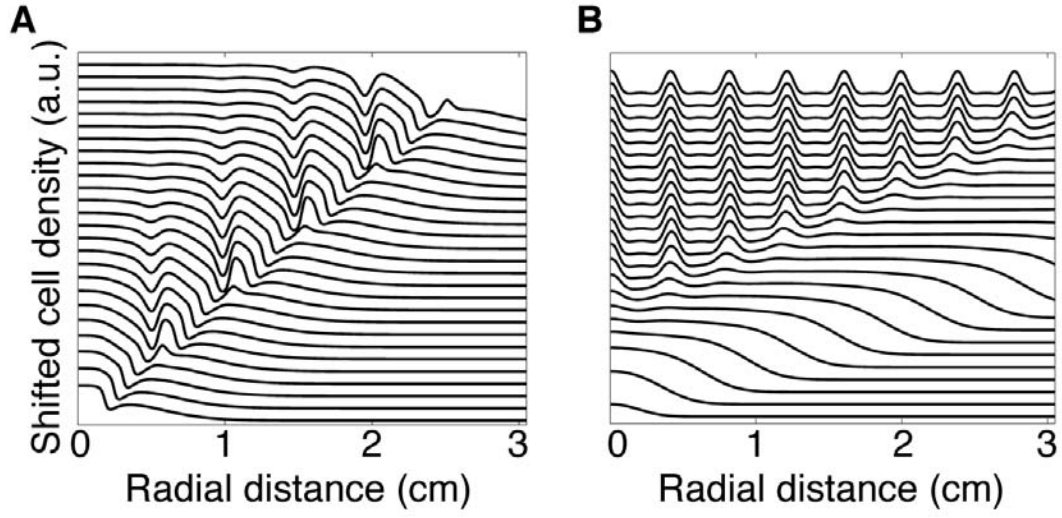 A
B
Shifted cell density (a.u.)
0 1 2 3
0 1 2 3
Radial distance (cm)
Radial distance (cm)